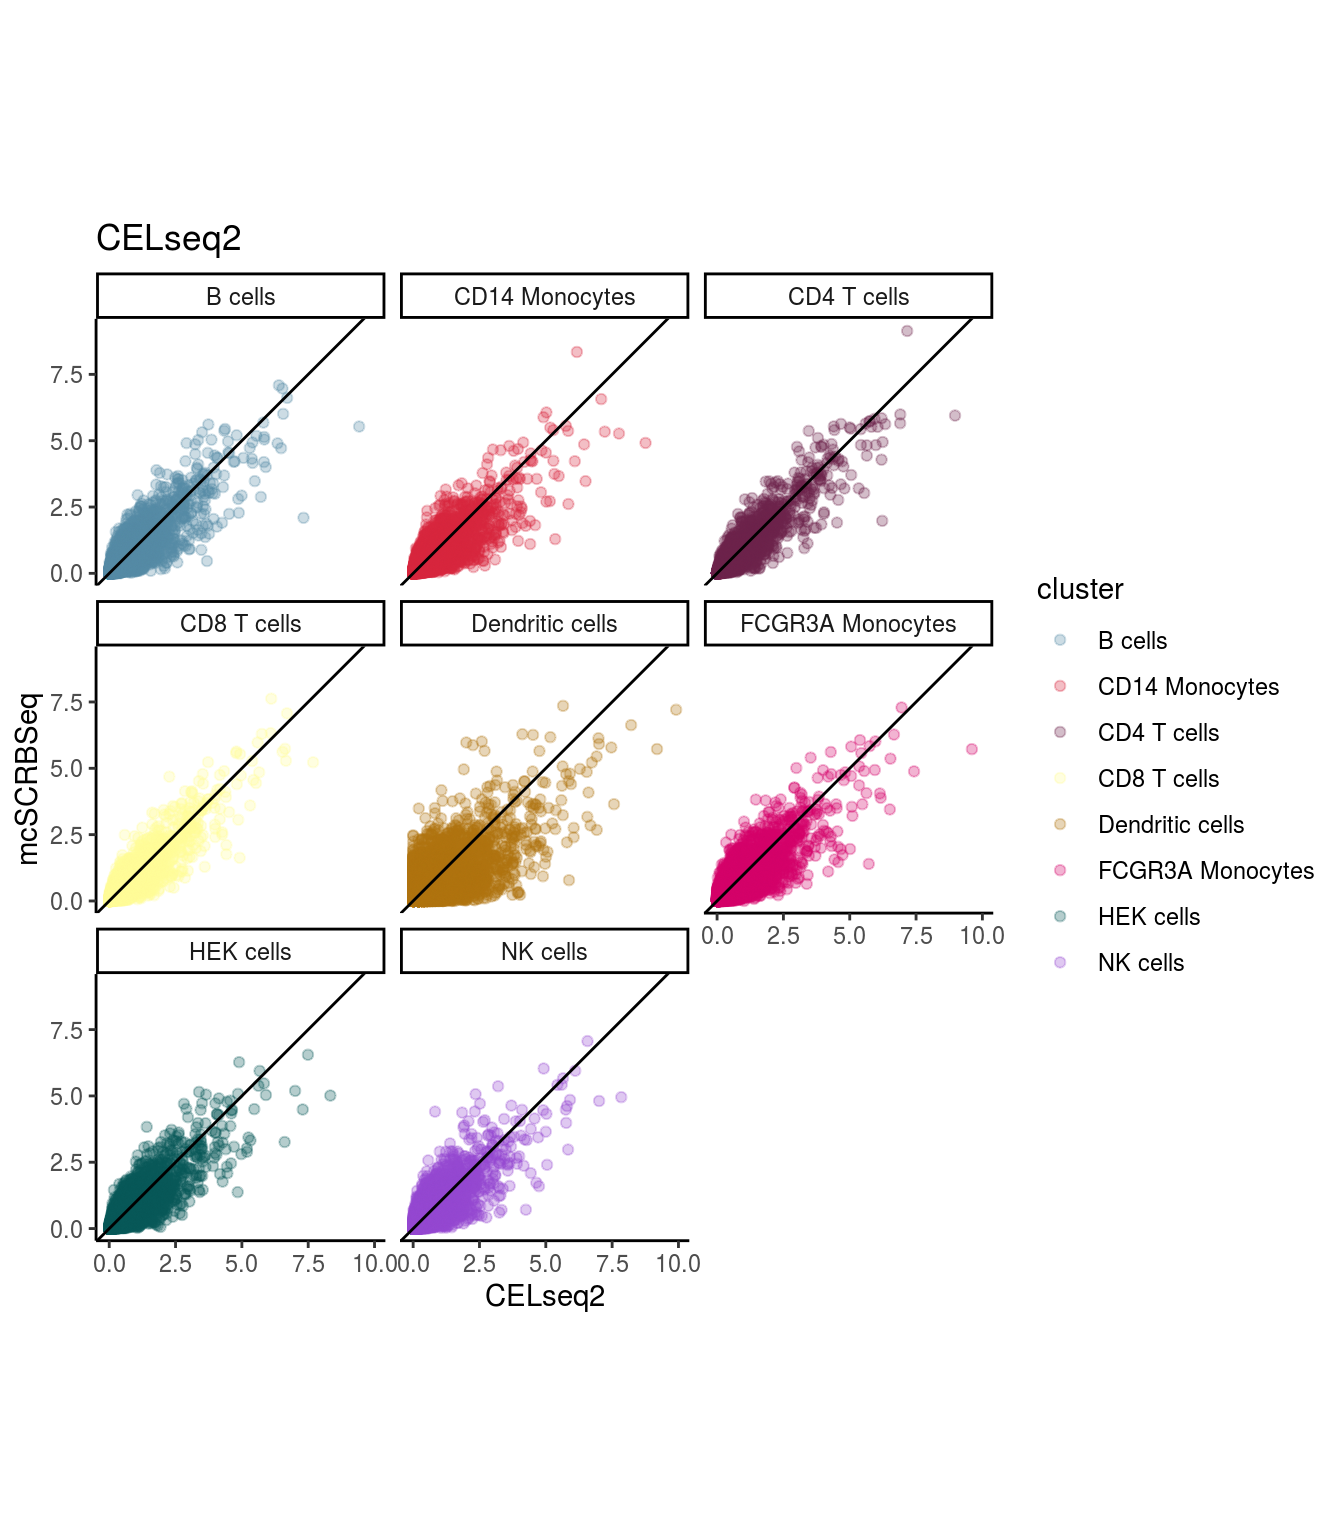 CELseq2
B cells
CD14 Monocytes
CD4 T cells
7.5
5.0
2.5
0.0
CD8 T cells
Dendritic cells
FCGR3A Monocytes
7.5
5.0
2.5
0.0
0.0 2.5 5.0 7.5 10.0
HEK cells
NK cells
7.5
5.0
2.5
0.0
0.0 2.5 5.0 7.5 10.0
0.0 2.5 5.0 7.5 10.0
CELseq2
mcSCRBSeq
cluster
B cells
CD14 Monocytes
CD4 T cells
CD8 T cells
Dendritic cells
FCGR3A Monocytes
HEK cells
NK cells